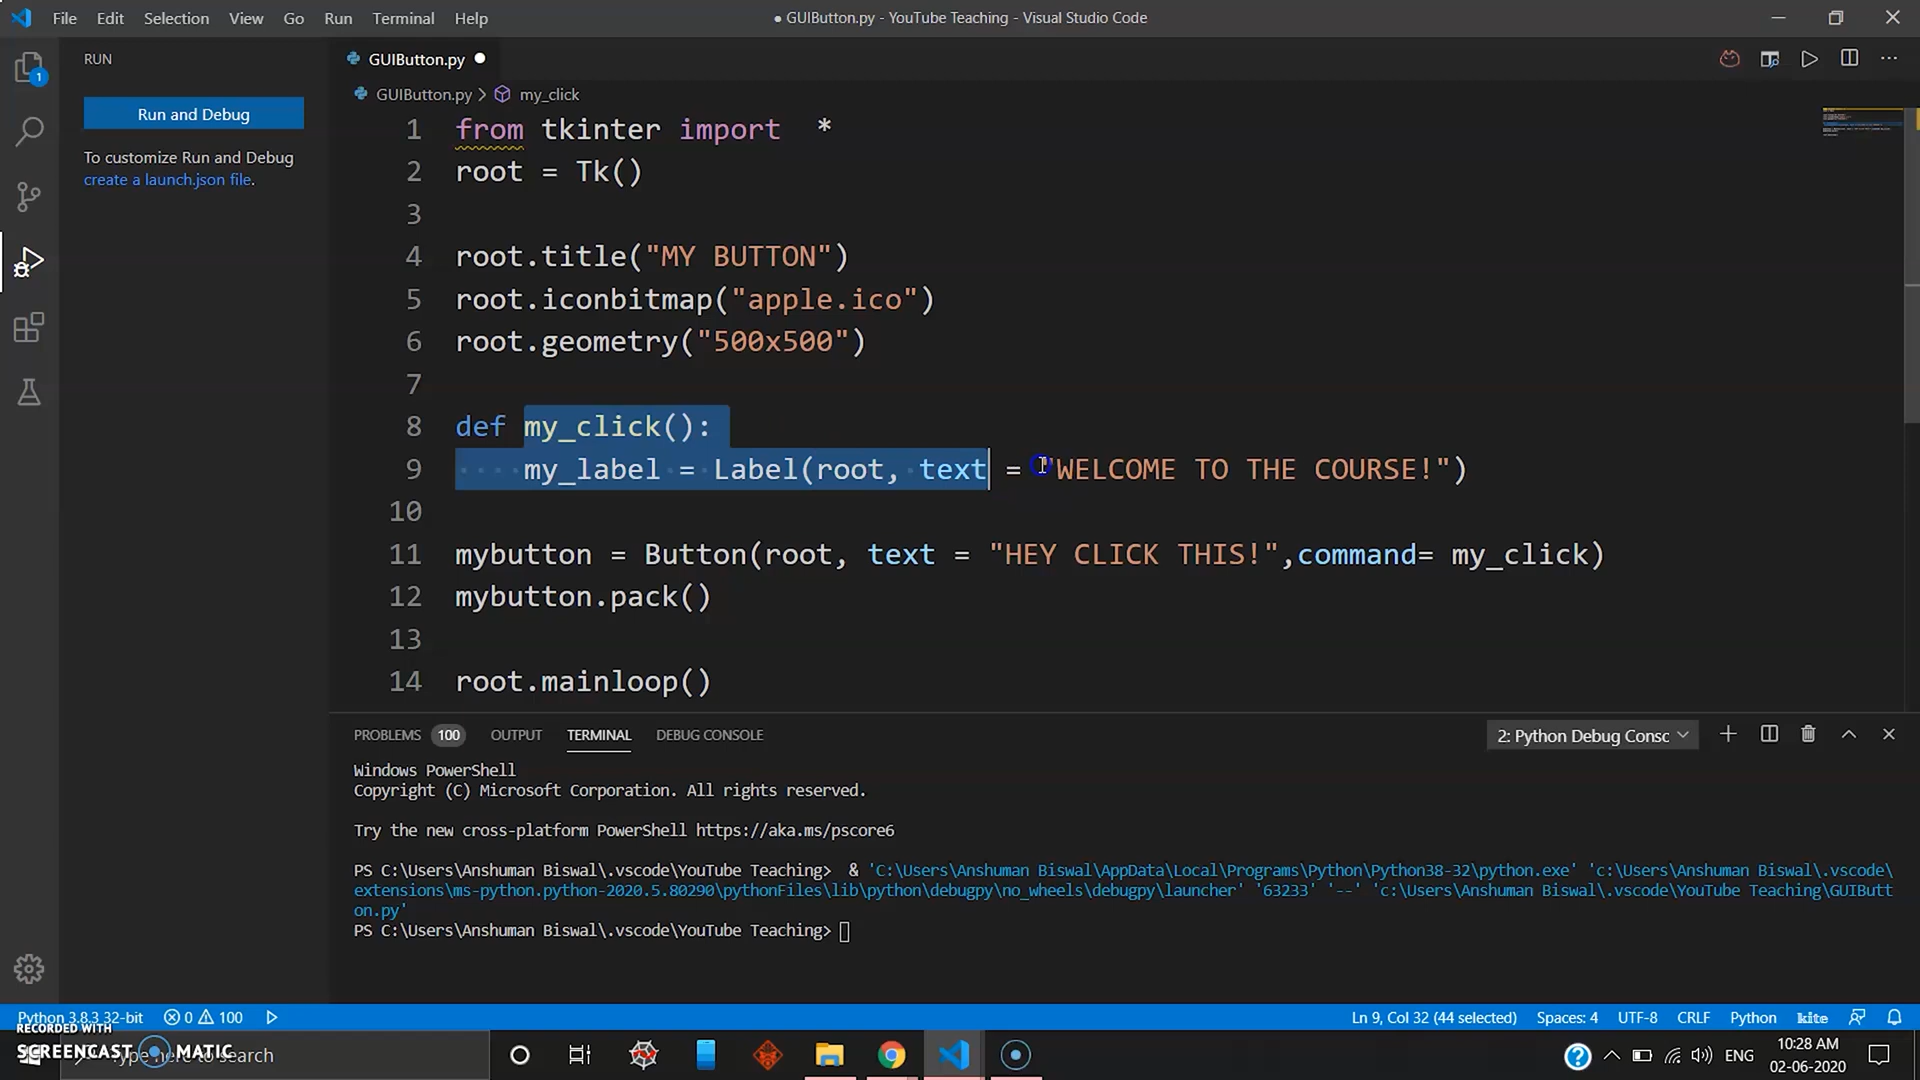 File Edit Selection View Go Run Terminal Help
● GUIButton.py - YouTube Teaching - Visual Studio Code
RUN
GUIButton.py ●
1
Run and Debug
To customize Run and Debug
create a launch.json file.
GUIButton.py > my_click
1 from tkinter import  *
2 root = Tk()
3
4 root.title("MY BUTTON")
5 root.iconbitmap("apple.ico")
6 root.geometry("500x500")
7
8 def my_click():
9     my_label = Label(root, text = "WELCOME TO THE COURSE!")
10
11 mybutton = Button(root, text = "HEY CLICK THIS!",command= my_click)
12 mybutton.pack()
13
14 root.mainloop()
PROBLEMS 100 OUTPUT TERMINAL DEBUG CONSOLE
2: Python Debug Consc
Windows PowerShell
Copyright (C) Microsoft Corporation. All rights reserved.
Try the new cross-platform PowerShell https://aka.ms/pscore6
PS C:\Users\Anshuman Biswal\.vscode\YouTube Teaching>  & 'C:\Users\Anshuman Biswal\AppData\Local\Programs\Python\Python38-32\python.exe' 'c:\Users\Anshuman Biswal\.vscode\
extensions\ms-python.python-2020.5.80290\pythonFiles\lib\python\debugpy\no_wheels\debugpy\launcher' '63233' '--' 'c:\Users\Anshuman Biswal\.vscode\YouTube Teaching\GUIButt
on.py'
PS C:\Users\Anshuman Biswal\.vscode\YouTube Teaching>
Python 3.8.3 32-bit 0 100
Ln 9, Col 32 (44 selected) Spaces: 4 UTF-8 CRLF Python kite
RECORDED WITH
SCREENCAST MATIC
Type here to search
ENG
10:28 AM
02-06-2020